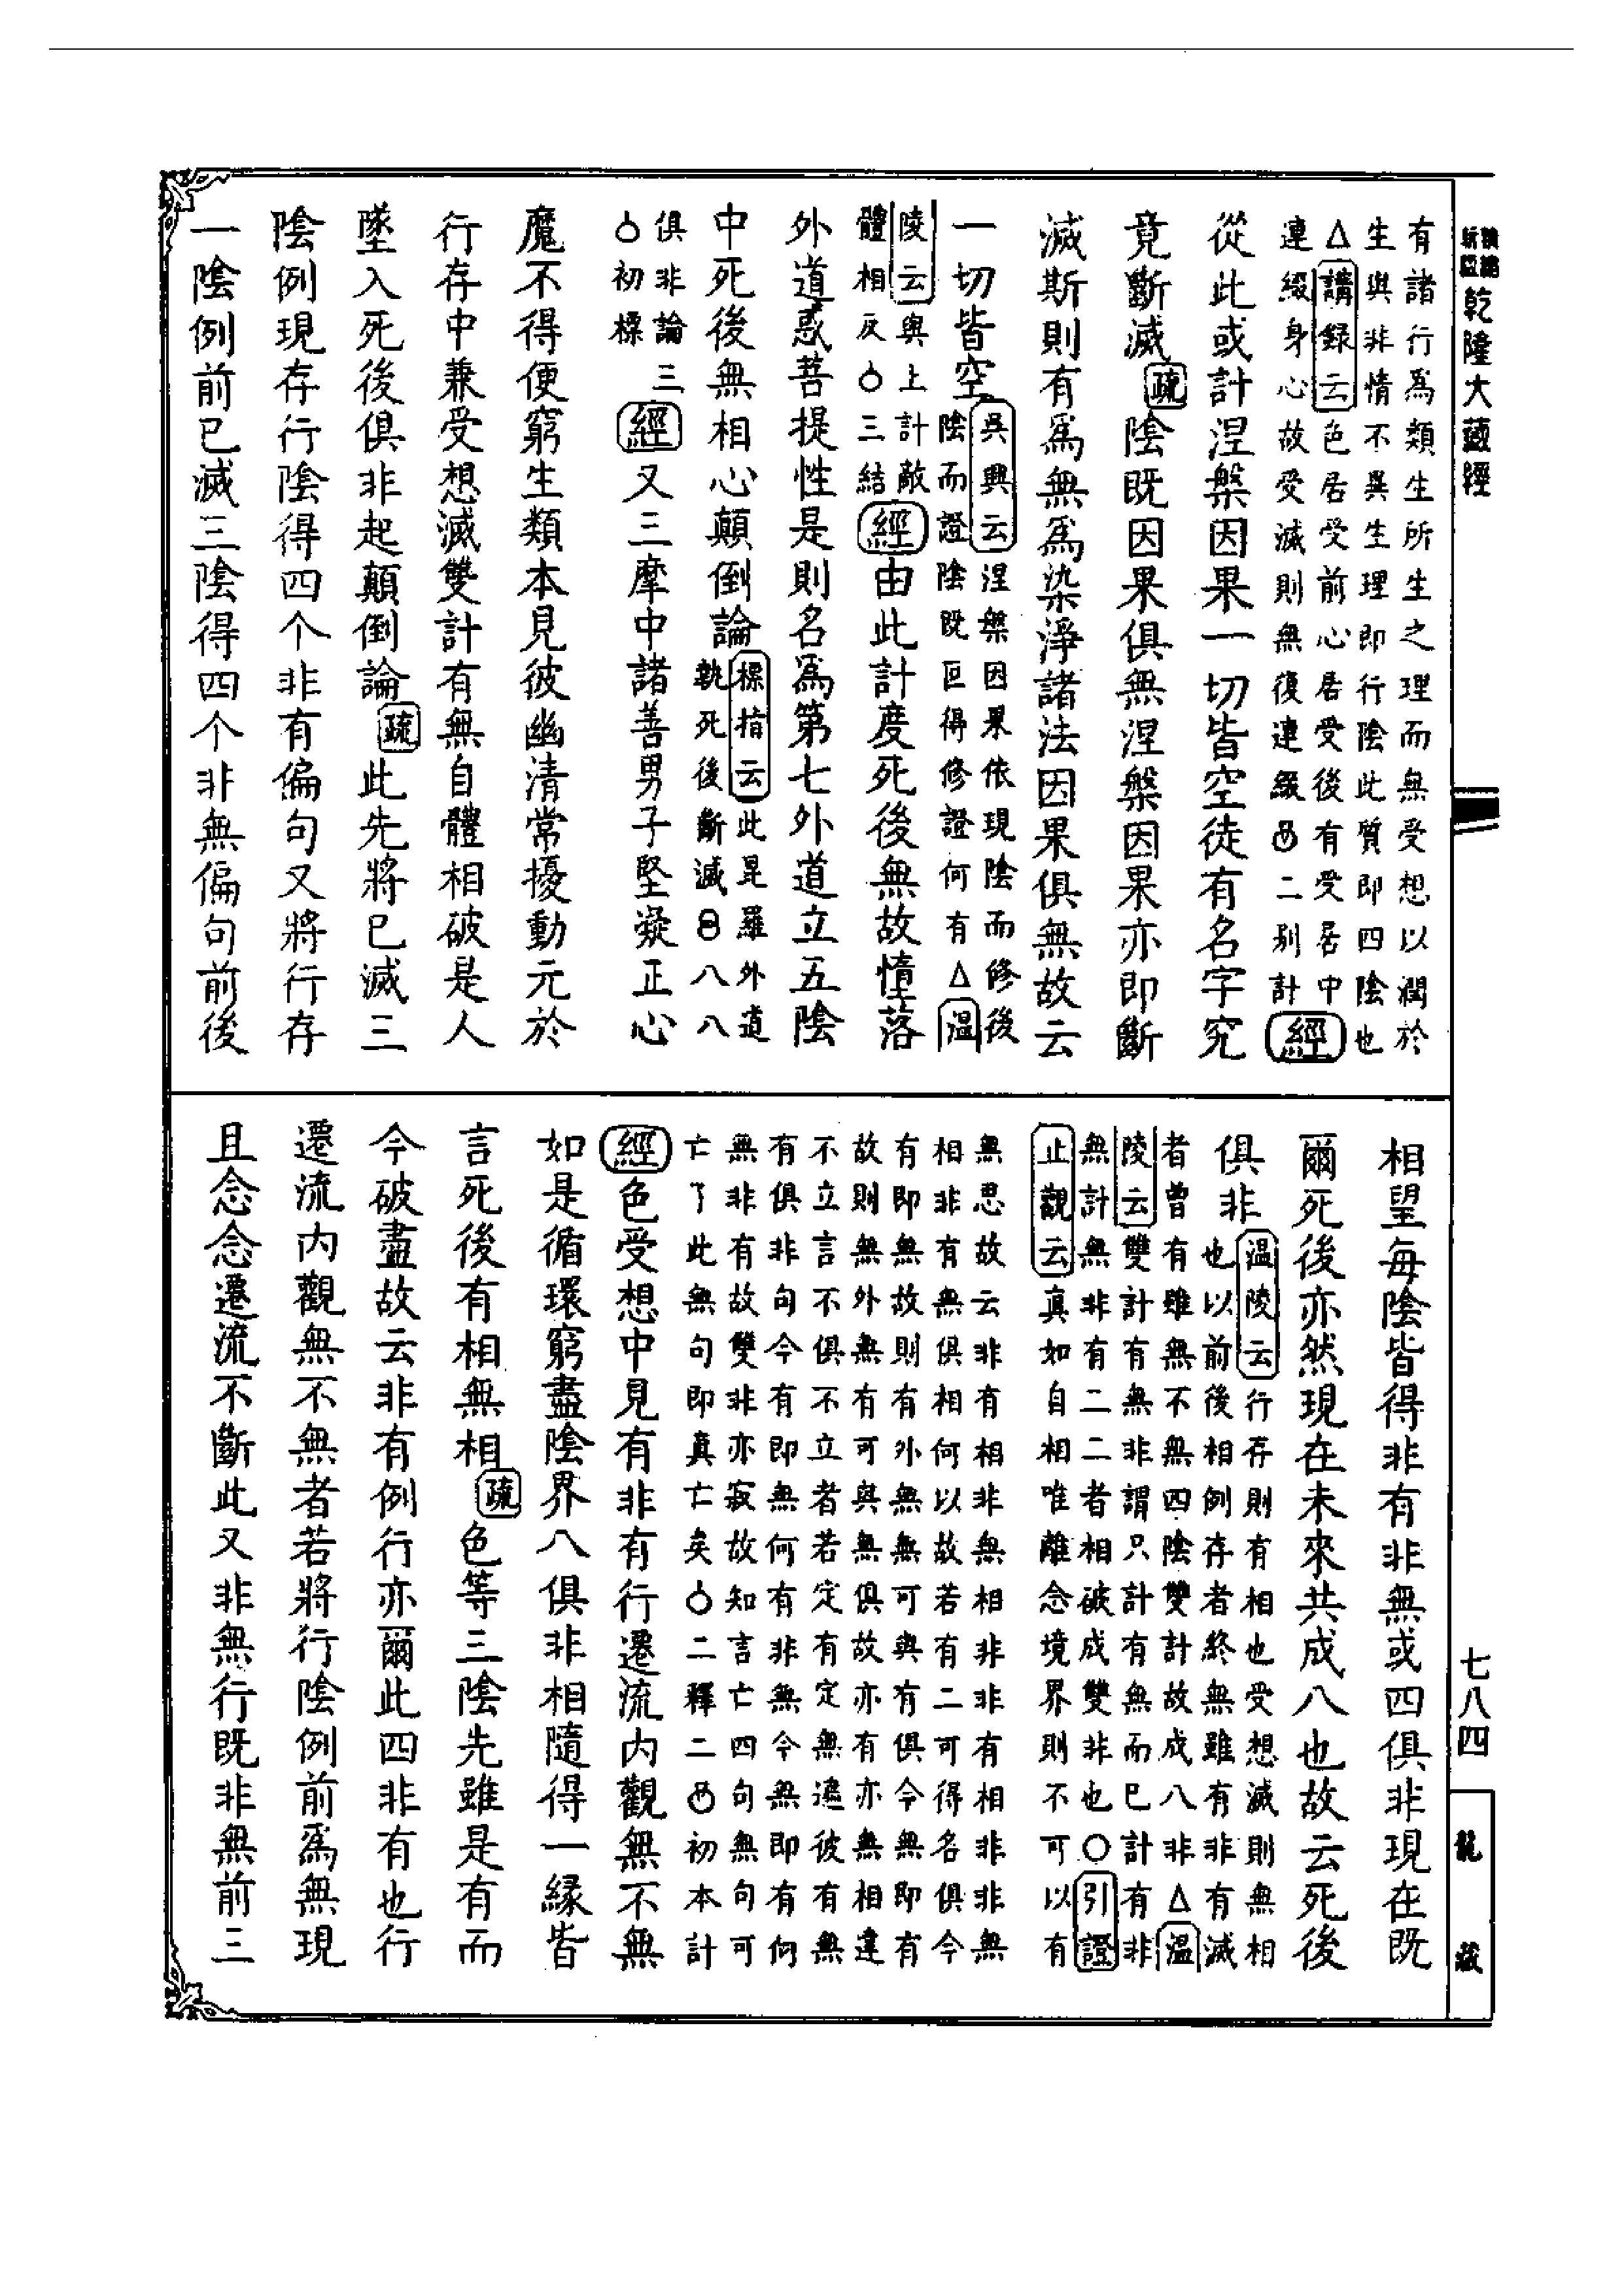 乾隆大藏經
七八四
龍藏
有諸行爲類生所生之理而無受想以潤於
生與非情不異生理即行陰此質即四陰也
△講録云色居受前心居受後有受居中
連綴身心故受滅則無復連綴二別計經
從此或計涅槃因果一切皆空徒有名字究
竟斷滅疏陰既因果俱無涅槃因果亦即斷
滅斯則有爲無爲染淨諸法因果俱無故云
一切皆空吳興云涅槃因果依現陰而修後
陰而證陰既叵得修證何有△溫
陵云與上計敵
體相反○三結經由此計度死後無故墮落
外道惑菩提性是則名爲第七外道立五陰
中死後無相心顛倒論標指云此是羅外道
執死後斷滅八八
俱非論三
○初標經又三摩中諸善男子堅凝正心
魔不得便窮生類本見彼幽清常擾動元於
行存中兼受想滅雙計有無自體相破是人
墜入死後俱非起顛倒論疏此先將已滅三
陰例現存行陰得四个非有偏句又將行存
一陰例前已滅三陰得四个非無偏句前後
相望每陰皆得非有非無或四俱非現在既
爾死後亦然現在未來共成八也故云死後
俱非溫陵云行存則有相也受想滅則無相
也以前後相例存者終無雖有非有滅
者曾有雖無不無四陰雙計故成八非△溫
陵云雙計有無非謂只計有無而已計有非
無計無非有二二者相破成雙非也○引證
止觀云真如自相唯離念境界則不可以有
無思故云非有相非無相非非有相非非無
相非有無俱相何以故若有二可得名俱今
有即無故則有外無無可與有俱今無即有
故則無外無有可與無俱故亦有亦無相違
不立言不俱不立者若定有定無遮彼有無
有俱非句今有即無何有非無今無即有何
無非有故雙非亦寂故知言亡四句無句可
亡了此無句即真亡矣○二釋二初本計
經色受想中見有非有行遷流内觀無不無
如是循環窮盡陰界八俱非相隨得一緣皆
言死後有相無相疏色等三陰先雖是有而
今破盡故云非有例行亦爾此四非有也行
遷流内觀無不無者若將行陰例前爲無現
且念念遷流不斷此又非無行既非無前三